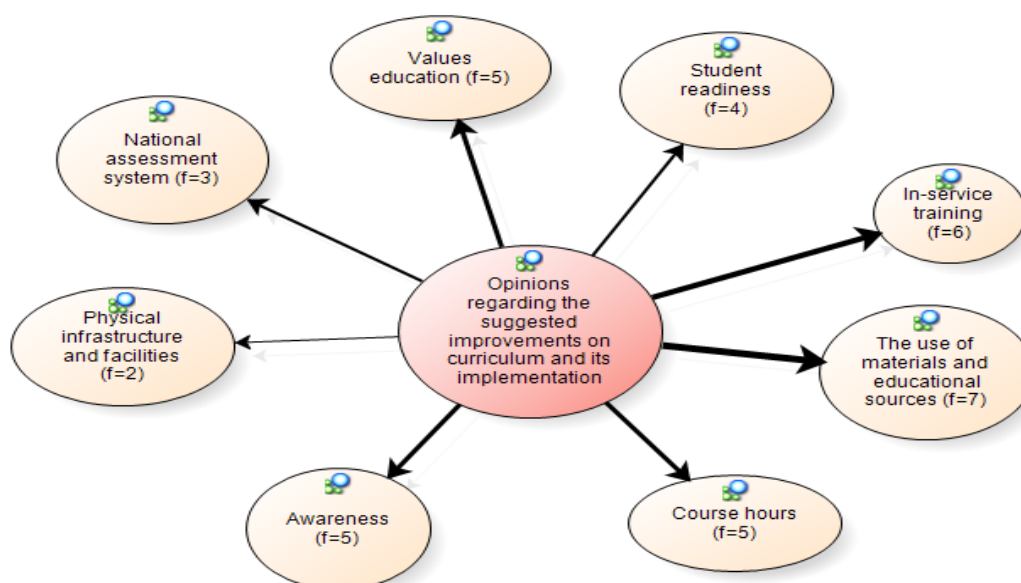 Values
education (f=5)
Student
readiness
(f=4)
National
assessment
system (f=3)
In-service
training
(f=6)
Opinions
regarding the
suggested
improvements on
curriculum and its
implementation
Physical
infrastructure
and facilities
(f=2)
The use of
materials and
educational
sources (f=7)
Awareness
(f=5)
Course hours
(f=5)